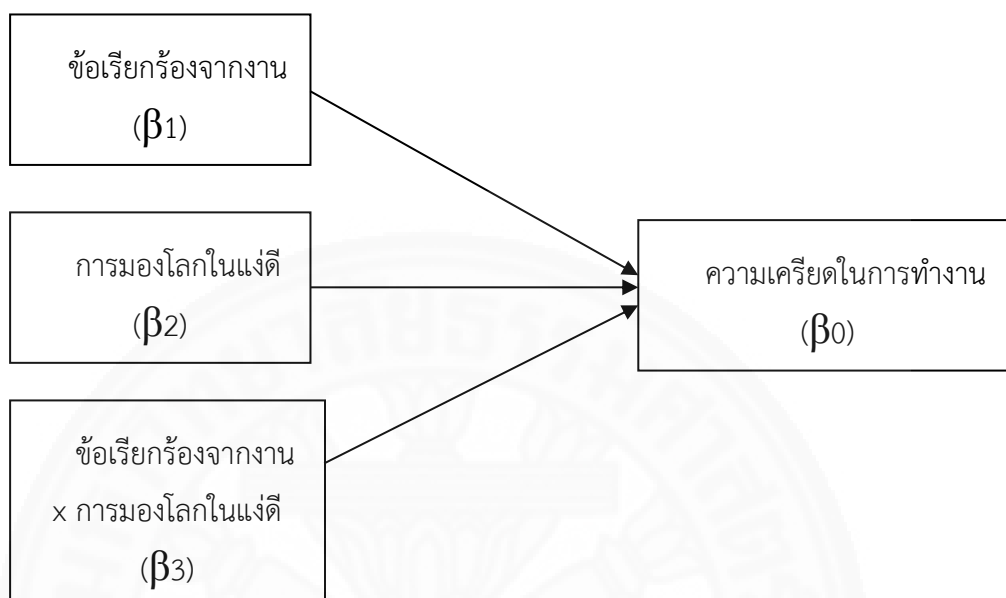 ข้อเรียกร้องจากงาน
(β1)
การมองโลกในแง่ดี
(β2)
ข้อเรียกร้องจากงาน
x การมองโลกในแง่ดี
(β3)
ความเครียดในการทำงาน
(β0)